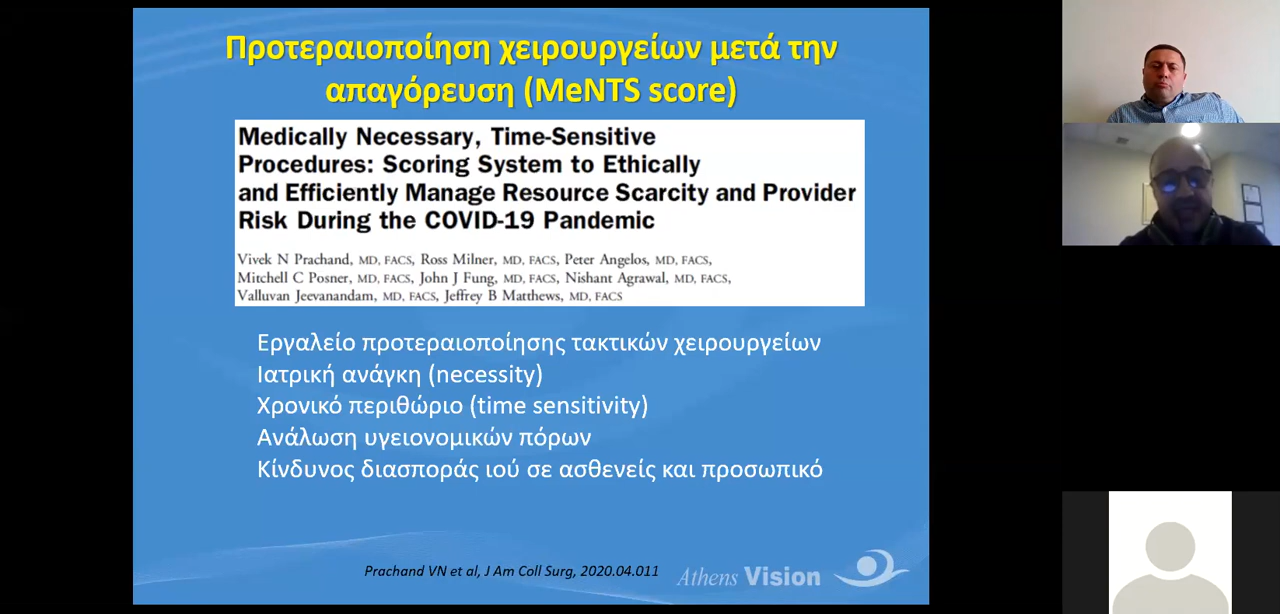 Προτεραιοποίηση χειρουργείων μετά την
απαγόρευση (MeNTS score)
Medically Necessary, Time-Sensitive
Procedures: Scoring System to Ethically
and Efficiently Manage Resource Scarcity and Provider
Risk During the COVID-19 Pandemic
Vivek N Prachand, MD, FACS, Ross Milner, MD, FACS, Peter Angelos, MD, FACS,
Mitchell C Posner, MD, FACS, John J Fung, MD, FACS, Nishant Agrawal, MD, FACS,
Valluvan Jeevanandam, MD, FACS, Jeffrey B Matthews, MD, FACS
Εργαλείο προτεραιοποίησης τακτικών χειρουργείων
Ιατρική ανάγκη (necessity)
Χρονικό περιθώριο (time sensitivity)
Ανάλωση υγειονομικών πόρων
Κίνδυνος διασποράς ιού σε ασθενείς και προσωπικό
Prachand VN et al, J Am Coll Surg, 2020.04.011
Athens Vision